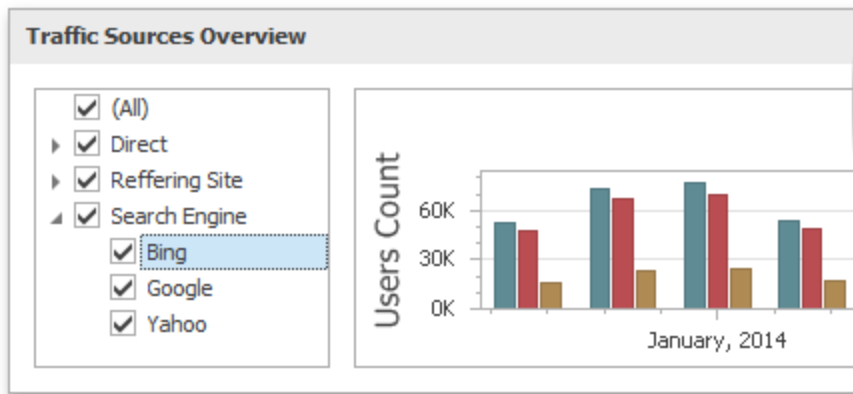 Traffic Sources Overview
(All)
Direct
Reffering Site
Search Engine
Bing
Google
Yahoo
Users Count
60K
30K
0K
January, 2014